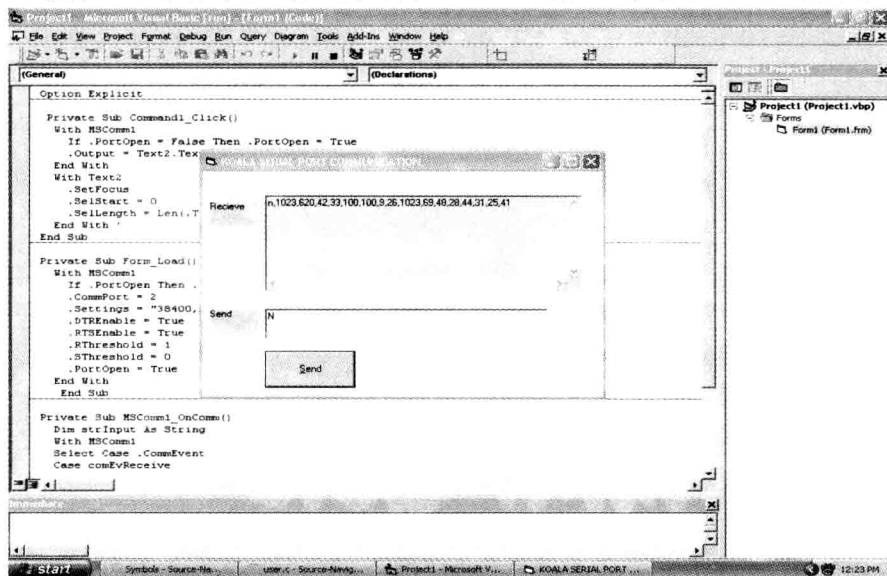 Project1 - Microsoft Visual Basic [run] - [Form1 (Code)]
File Edit View Project Format Debug Run Query Diagram Tools Add-Ins Window Help
(General)
(Declarations)
Project - Project1
Project1 (Project1.vbp)
Forms
Form1 (Form1.frm)
Option Explicit
Private Sub Command1_Click()
With MSComm1
If .PortOpen = False Then .PortOpen = True
.Output = Text2.Tex
End With
With Text2
.SetFocus
.SelStart = 0
.SelLength = Len(.T
End With '
End Sub
Private Sub Form_Load()
With MSComm1
If .PortOpen Then .
.CommPort = 2
.Settings = "38400,
.DTREnable = True
.RTSEnable = True
.RThreshold = 1
.SThreshold = 0
.PortOpen = True
End With
End Sub
Private Sub MSComm1_OnComm()
Dim strInput As String
With MSComm1
Select Case .CommEvent
Case comEvReceive
KOALA SERIAL PORT COMMUNICATION
Recieve
n,1023,620,42,33,100,100,9,26,1023,69,48,28,44,31,25,41
Send
N
Send
Immediate
start
Symbols - Source-Na...
user.c - Source-Navig...
Project1 - Microsoft V...
KOALA SERIAL PORT ...
12:23 PM